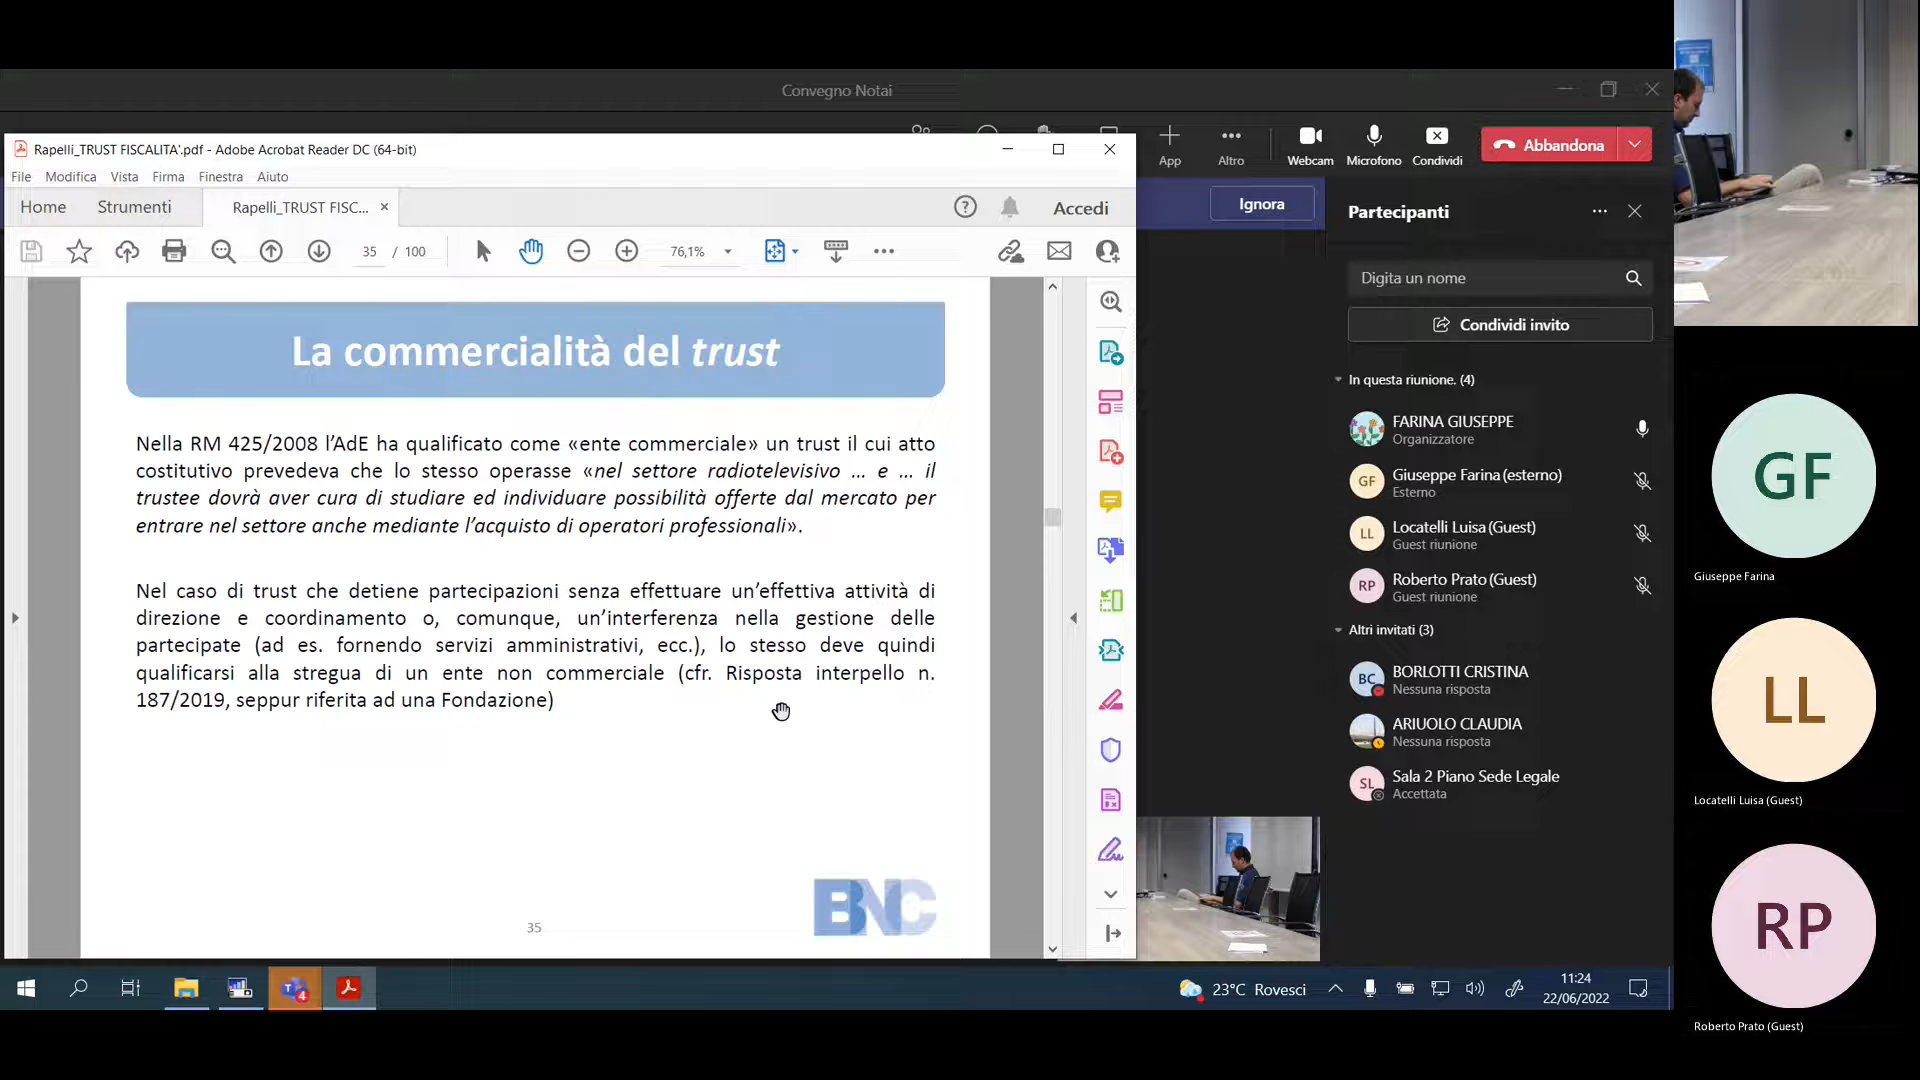 Convegno Notai
App
Altro
Webcam
Microfono
Condividi
Abbandona
Rapelli_TRUST FISCALITA'.pdf - Adobe Acrobat Reader DC (64-bit)
File Modifica Vista Firma Finestra Aiuto
Home Strumenti Rapelli_TRUST FISC... Accedi
35 / 100 76,1%
La commercialità del trust
Nella RM 425/2008 l’AdE ha qualificato come «ente commerciale» un trust il cui atto
costitutivo prevedeva che lo stesso operasse «nel settore radiotelevisivo … e … il
trustee dovrà aver cura di studiare ed individuare possibilità offerte dal mercato per
entrare nel settore anche mediante l’acquisto di operatori professionali».
Nel caso di trust che detiene partecipazioni senza effettuare un’effettiva attività di
direzione e coordinamento o, comunque, un’interferenza nella gestione delle
partecipate (ad es. fornendo servizi amministrativi, ecc.), lo stesso deve quindi
qualificarsi alla stregua di un ente non commerciale (cfr. Risposta interpello n.
187/2019, seppur riferita ad una Fondazione)
35
BNC
Ignora
Partecipanti
Digita un nome
Condividi invito
In questa riunione. (4)
FARINA GIUSEPPE
Organizzatore
GF
Giuseppe Farina (esterno)
Esterno
LL
Locatelli Luisa (Guest)
Guest riunione
RP
Roberto Prato (Guest)
Guest riunione
Altri invitati (3)
BC
BORLOTTI CRISTINA
Nessuna risposta
ARIUOLO CLAUDIA
Nessuna risposta
SL
Sala 2 Piano Sede Legale
Accettata
GF
Giuseppe Farina
LL
Locatelli Luisa (Guest)
RP
Roberto Prato (Guest)
4
23°C Rovesci
11:24
22/06/2022